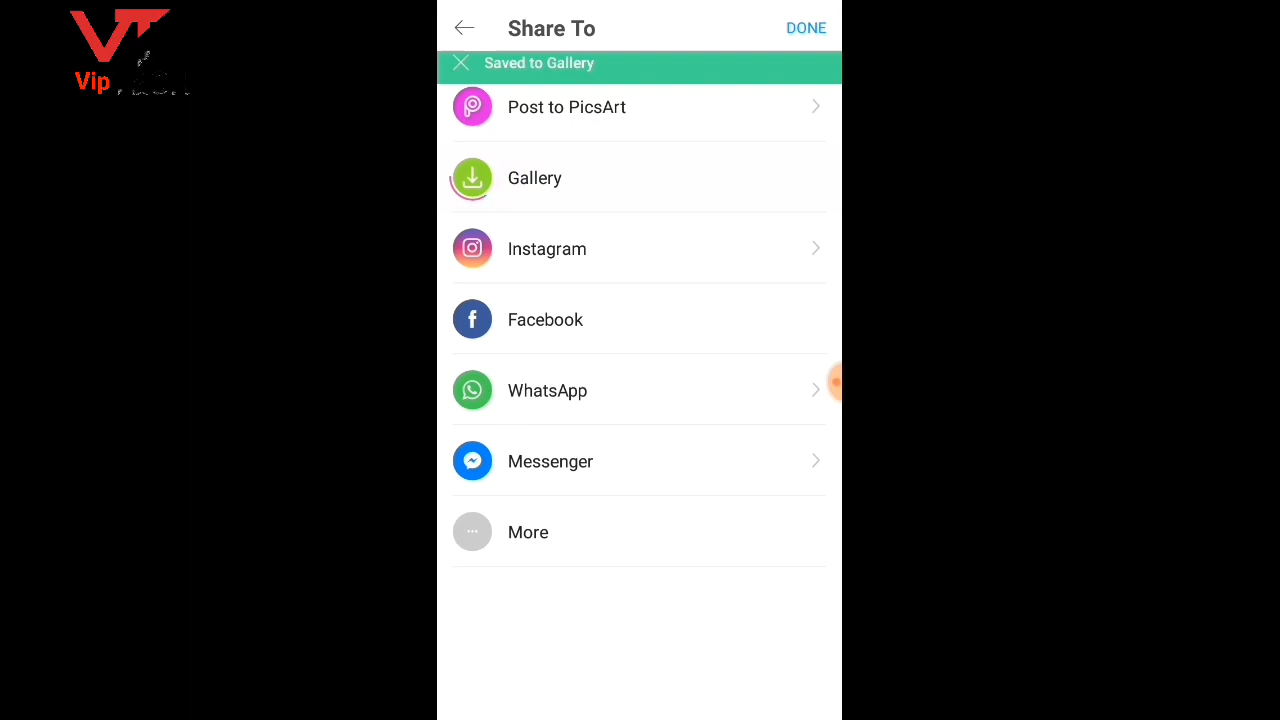 Vip
Share To
DONE
Saved to Gallery
Post to PicsArt
Gallery
Instagram
Facebook
WhatsApp
Messenger
More